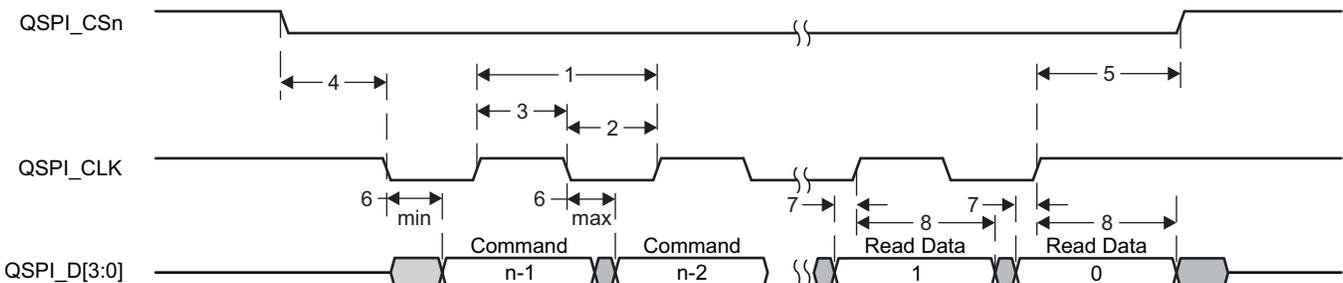 QSPI_CSn
4
1
5
3
2
QSPI_CLK
6
min
6
max
7
8
7
8
Command
Command
Read Data
Read Data
QSPI_D[3:0]
n-1
n-2
1
0